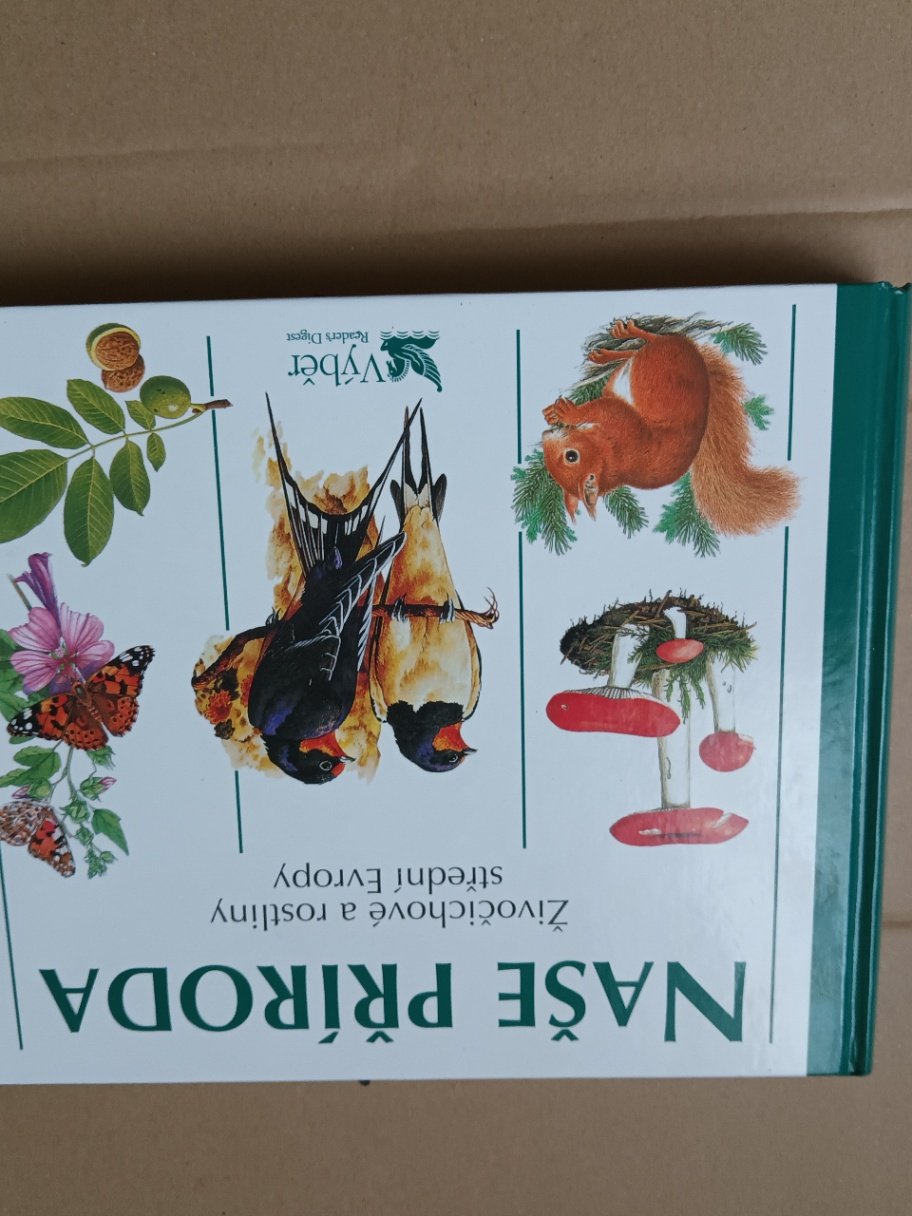 NAŠE PŘÍRODA
Živočichové a rostliny
střední Evropy
Výběr
Reader's Digest